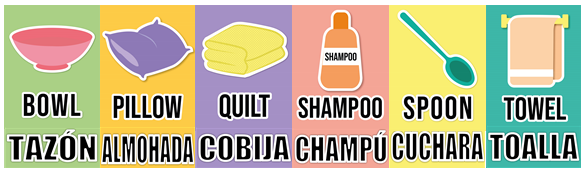 SHAMPOO
BOWL
TAZÓN
PILLOW
ALMOHADA
QUILT
COBIJA
SHAMPOO
CHAMPÚ
SPOON
CUCHARA
TOWEL
TOALLA